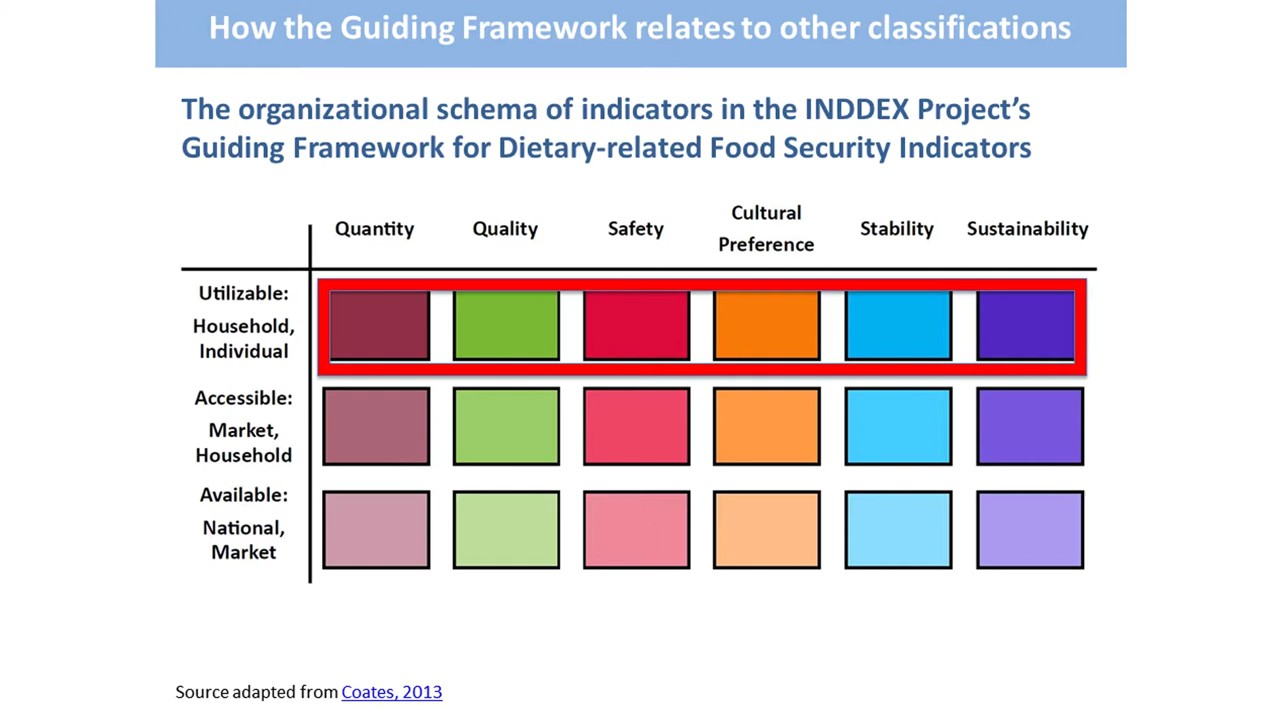 How the Guiding Framework relates to other classifications
The organizational schema of indicators in the INDDEX Project's
Guiding Framework for Dietary-related Food Security Indicators
Quantity
Quality
Safety
Cultural
Preference
Stability
Sustainability
Utilizable:
Household,
Individual
Accessible:
Market,
Household
Available:
National,
Market
Source adapted from Coates, 2013